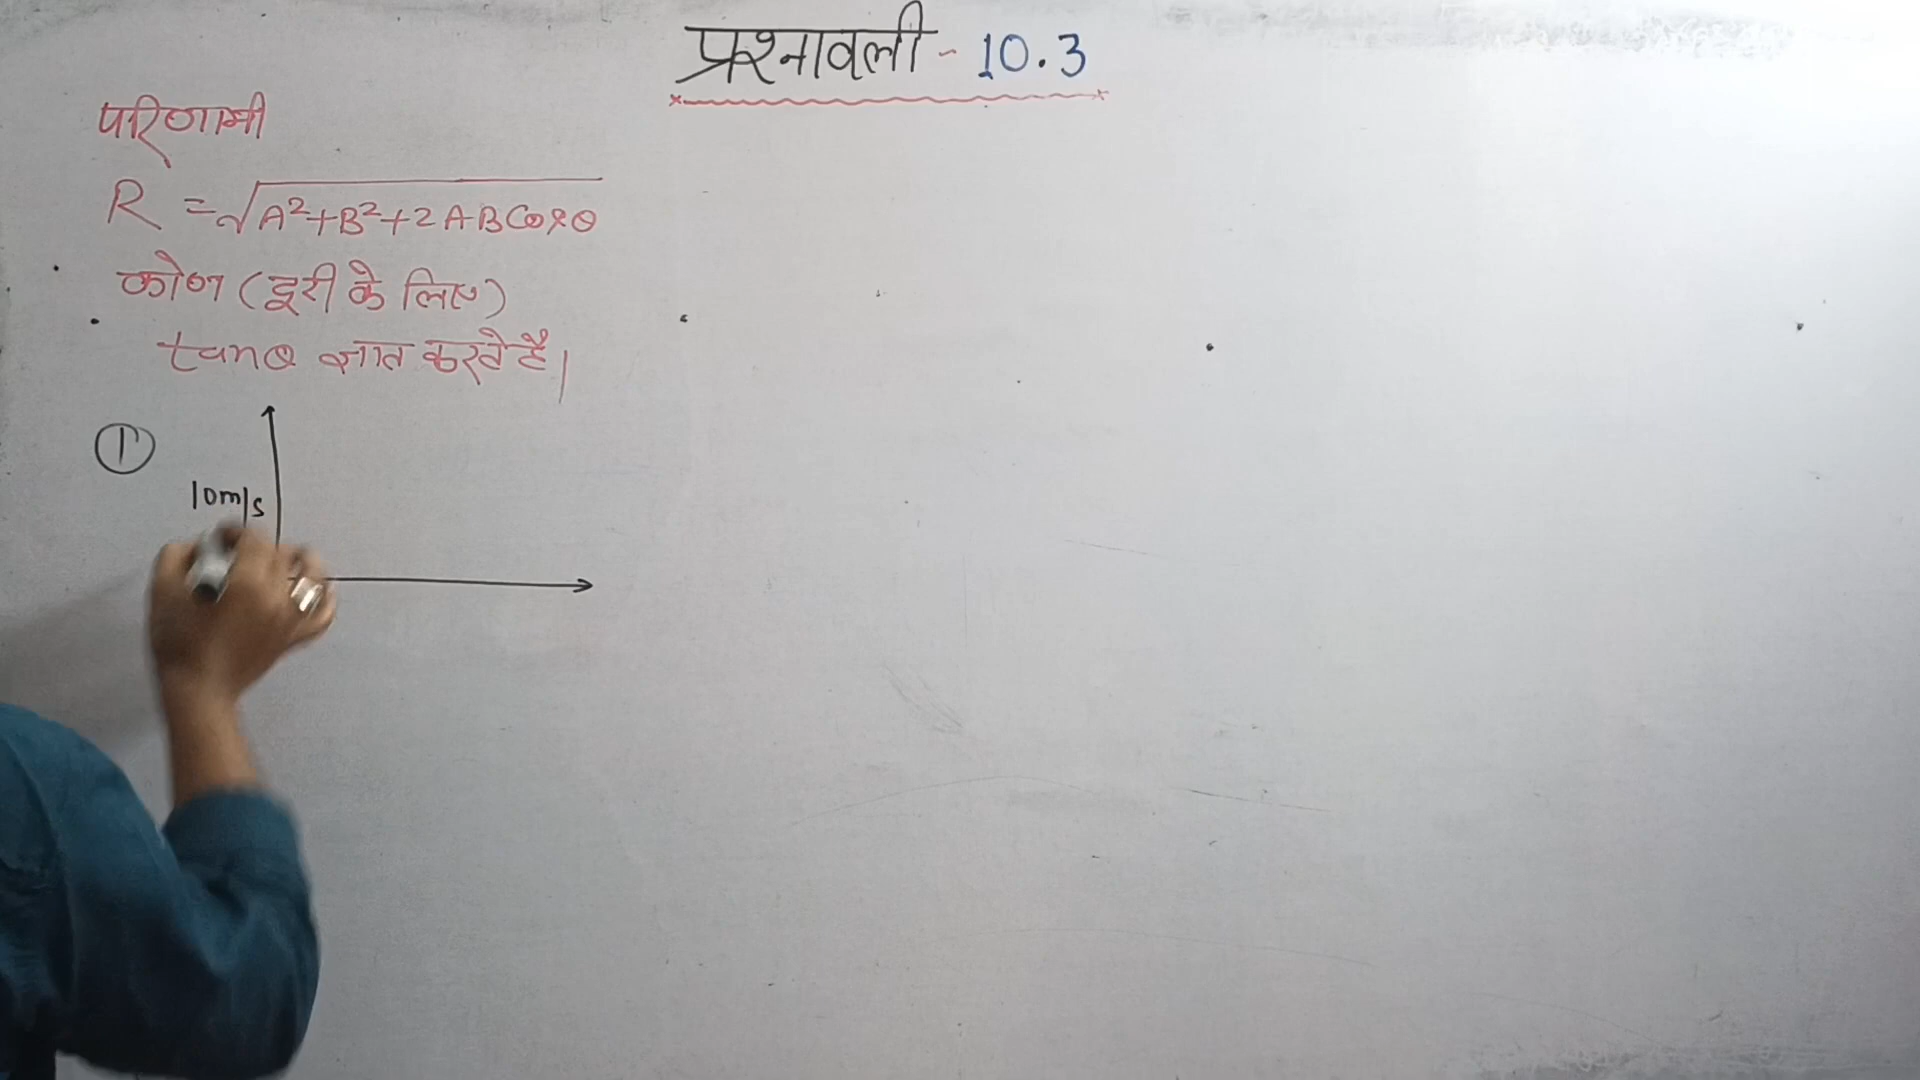 प्रश्नावली - 10.3
परिणामी
R = √A²+B²+2ABCosθ
कोण (दूरी के लिए)
tanθ ज्ञात करते है।
①
10m/s